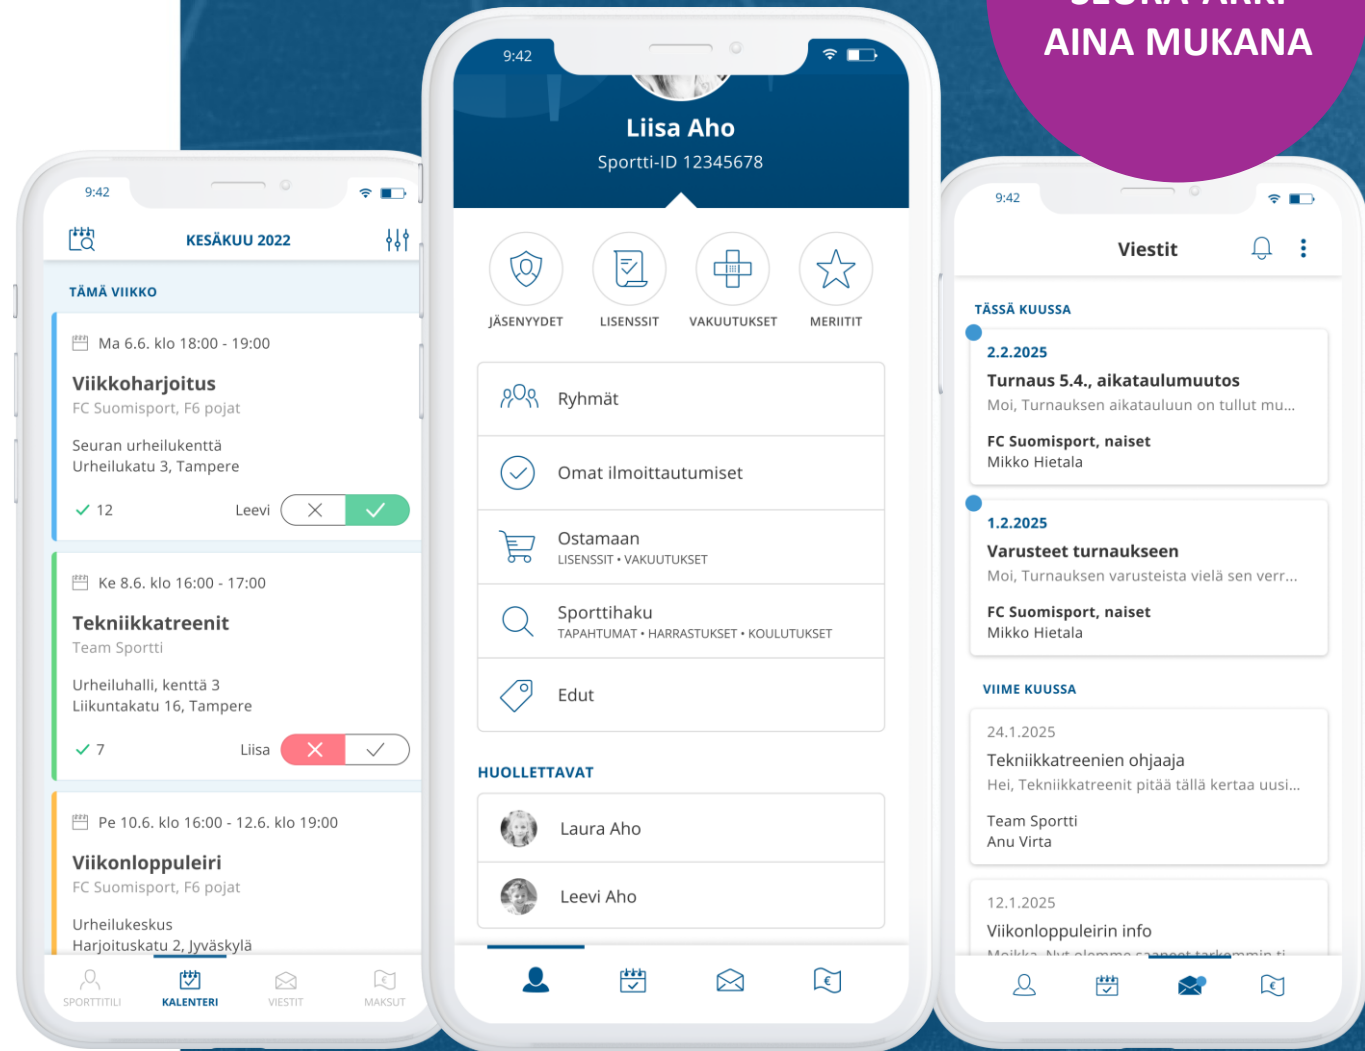 SEURA-ARKI
AINA MUKANA
9:42
KESÄKUU 2022
TÄMÄ VIIKKO
Ma 6.6. klo 18:00 - 19:00
Viikkoharjoitus
FC Suomisport, F6 pojat
Seuran urheilukenttä
Urheilukatu 3, Tampere
12
Leevi
Ke 8.6. klo 16:00 - 17:00
Tekniikkatreenit
Team Sportti
Urheiluhalli, kenttä 3
Liikuntakatu 16, Tampere
7
Liisa
Pe 10.6. klo 16:00 - 12.6. klo 19:00
Viikonloppuleiri
FC Suomisport, F6 pojat
Urheilukeskus
Harjoituskatu 2, Jyväskylä
SPORTTITILI
KALENTERI
VIESTIT
MAKSUT
9:42
Liisa Aho
Sportti-ID 12345678
JÄSENYYDET
LISENSSIT
VAKUUTUKSET
MERIITIT
Ryhmät
Omat ilmoittautumiset
Ostamaan
LISENSSIT • VAKUUTUKSET
Sporttihaku
TAPAHTUMAT • HARRASTUKSET • KOULUTUKSET
Edut
HUOLLETTAVAT
Laura Aho
Leevi Aho
9:42
Viestit
TÄSSÄ KUUSSA
2.2.2025
Turnaus 5.4., aikataulumuutos
Moi, Turnauksen aikatauluun on tullut mu...
FC Suomisport, naiset
Mikko Hietala
1.2.2025
Varusteet turnaukseen
Moi, Turnauksen varusteista vielä sen verr...
FC Suomisport, naiset
Mikko Hietala
VIIME KUUSSA
24.1.2025
Tekniikkatreenien ohjaaja
Hei, Tekniikkatreenit pitää tällä kertaa uusi...
Team Sportti
Anu Virta
12.1.2025
Viikonloppuleirin info
Moikka, Nyt olemme saaneet tarkemmin ti...